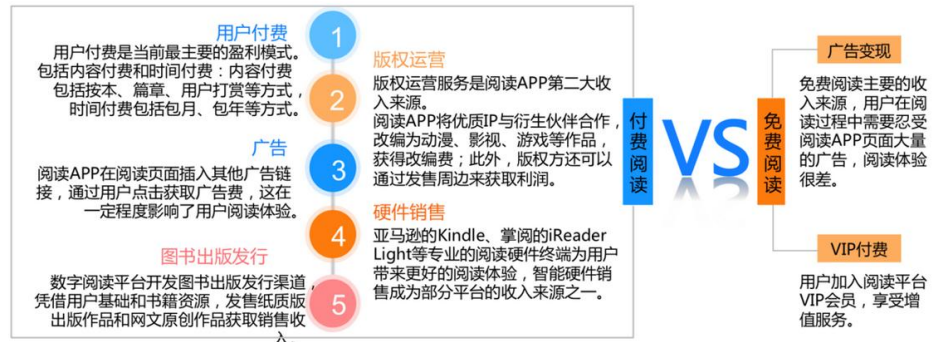 用户付费
用户付费是当前最主要的盈利模式。
包括内容付费和时间付费：内容付费
包括按本、篇章、用户打赏等方式，
时间付费包括包月、包年等方式。
1
版权运营
版权运营服务是阅读APP第二大收
入来源。
阅读APP将优质IP与衍生伙伴合作，
改编为动漫、影视、游戏等作品，
获得改编费；此外，版权方还可以
通过发售周边来获取利润。
2
广告
阅读APP在阅读页面插入其他广告链
接，通过用户点击获取广告费，这在
一定程度影响了用户阅读体验。
3
硬件销售
亚马逊的Kindle、掌阅的iReader
Light等专业的阅读硬件终端为用户
带来更好的阅读体验，智能硬件销
售成为部分平台的收入来源之一。
4
图书出版发行
数字阅读平台开发图书出版发行渠道，
凭借用户基础和书籍资源，发售纸质版
出版作品和网文原创作品获取销售收
入。
5
付费阅读
VS
免费阅读
广告变现
免费阅读主要的收
入来源，用户在阅
读过程中需要忍受
阅读APP页面大量
的广告，阅读体验
很差。
VIP付费
用户加入阅读平台
VIP会员，享受增
值服务。